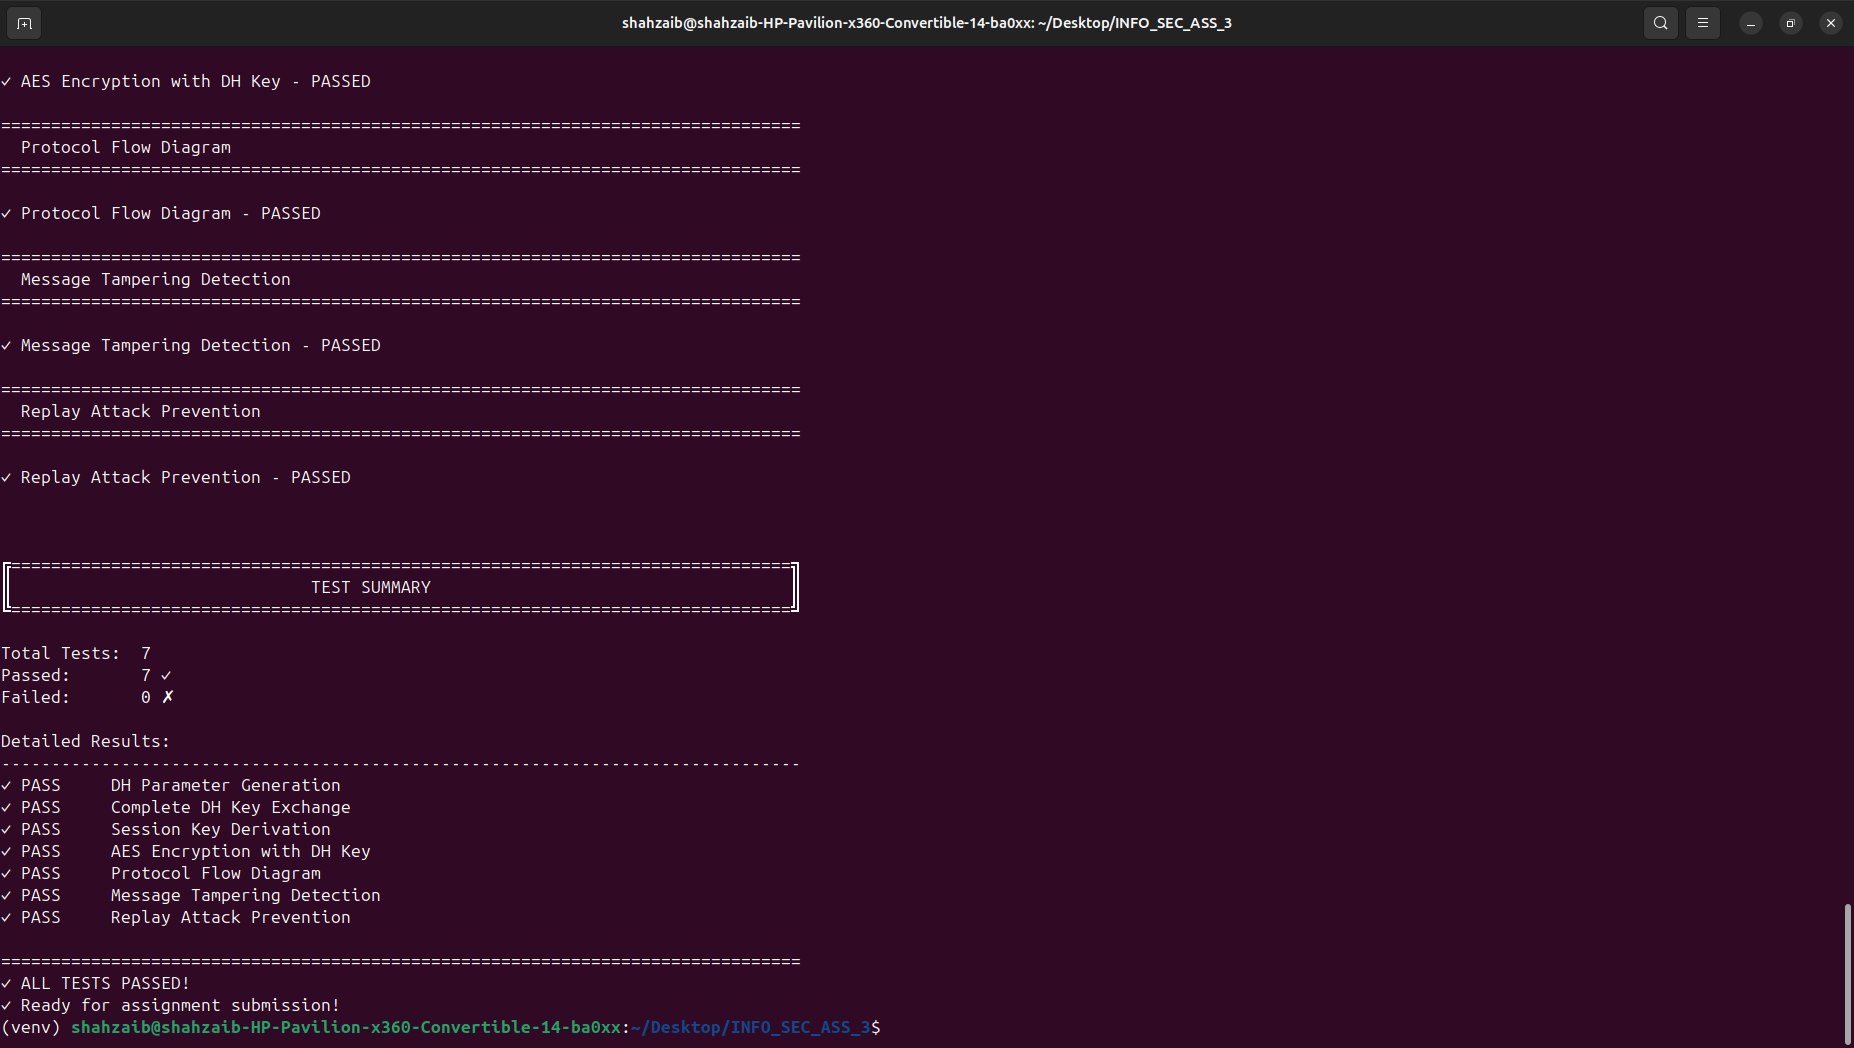 shahzaib@shahzaib-HP-Pavilion-x360-Convertible-14-ba0xx: ~/Desktop/INFO_SEC_ASS_3
✓ AES Encryption with DH Key - PASSED
================================================================================
  Protocol Flow Diagram
================================================================================
✓ Protocol Flow Diagram - PASSED
================================================================================
  Message Tampering Detection
================================================================================
✓ Message Tampering Detection - PASSED
================================================================================
  Replay Attack Prevention
================================================================================
✓ Replay Attack Prevention - PASSED
╔==============================================================================╗
║                              TEST SUMMARY                                    ║
╚==============================================================================╝
Total Tests:  7
Passed:       7 ✓
Failed:       0 ✗
Detailed Results:
--------------------------------------------------------------------------------
✓ PASS     DH Parameter Generation
✓ PASS     Complete DH Key Exchange
✓ PASS     Session Key Derivation
✓ PASS     AES Encryption with DH Key
✓ PASS     Protocol Flow Diagram
✓ PASS     Message Tampering Detection
✓ PASS     Replay Attack Prevention
================================================================================
✓ ALL TESTS PASSED!
✓ Ready for assignment submission!
(venv) shahzaib@shahzaib-HP-Pavilion-x360-Convertible-14-ba0xx:~/Desktop/INFO_SEC_ASS_3$